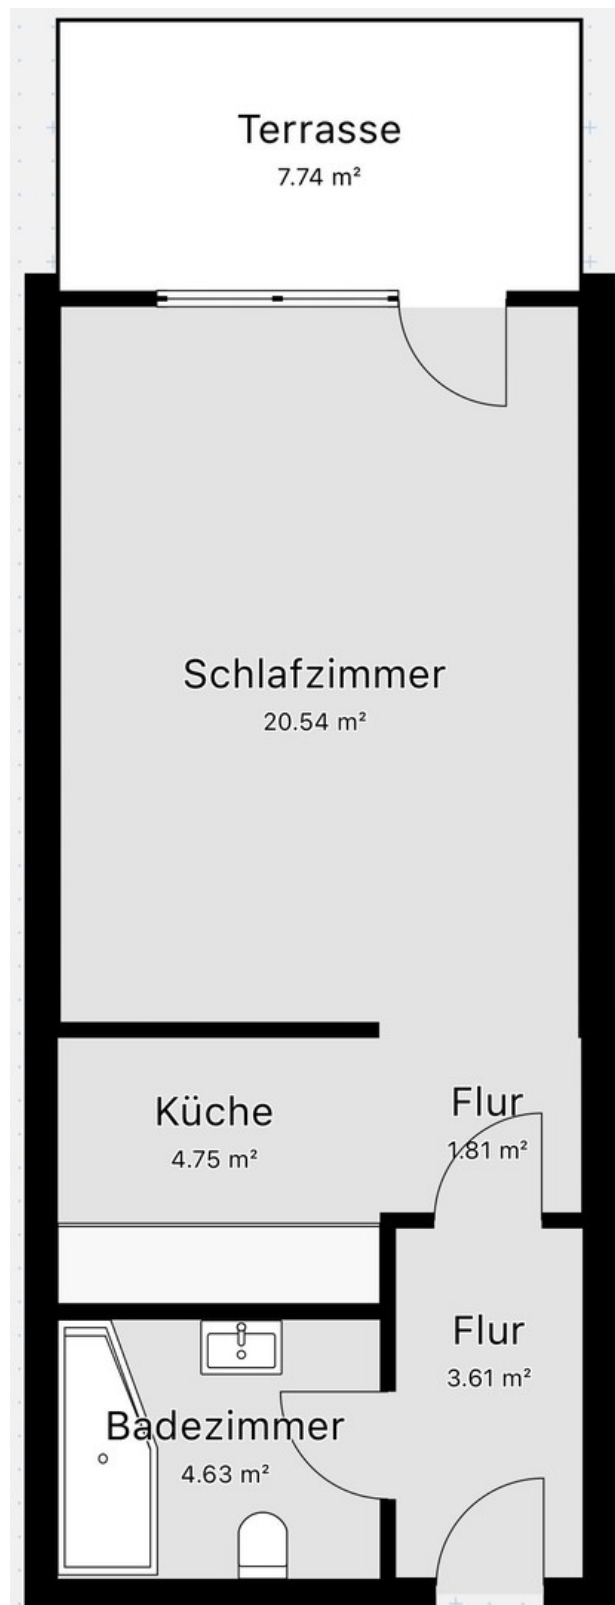 Terrasse
7.74 m²
Schlafzimmer
20.54 m²
Küche
4.75 m²
Flur
1.81 m²
Flur
3.61 m²
Badezimmer
4.63 m²